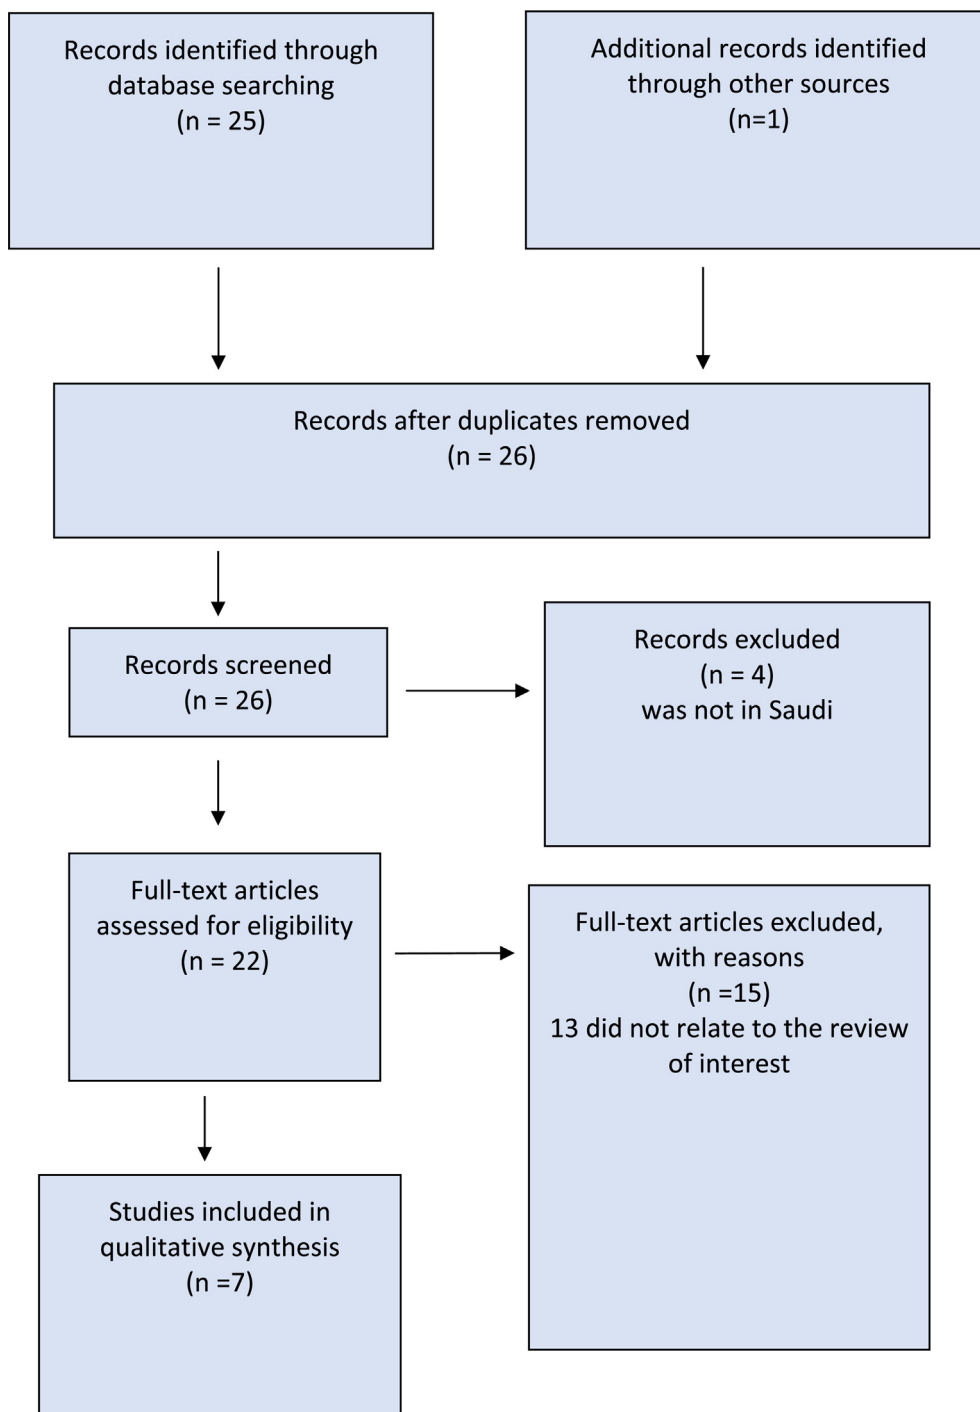 Records identified through
database searching
(n = 25)
Additional records identified
through other sources
(n=1)
Records after duplicates removed
(n = 26)
Records screened
(n = 26)
Records excluded
(n = 4)
was not in Saudi
Full-text articles
assessed for eligibility
(n = 22)
Full-text articles excluded,
with reasons
(n =15)
13 did not relate to the review
of interest
Studies included in
qualitative synthesis
(n =7)